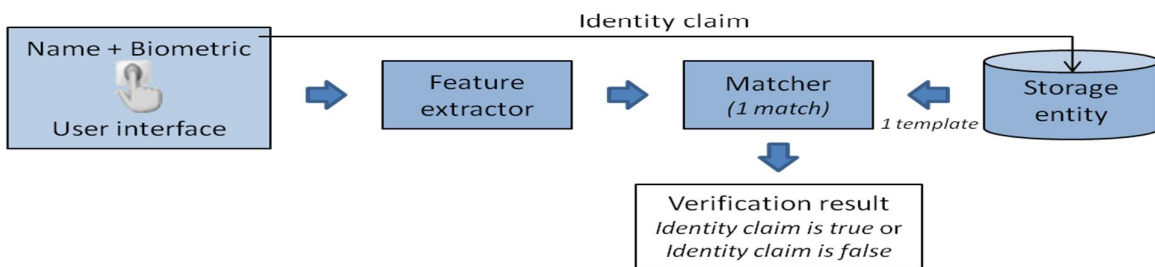 Identity claim
Name + Biometric
User interface
Feature
extractor
Matcher
(1 match)
1 template
Storage
entity
Verification result
Identity claim is true or
Identity claim is false